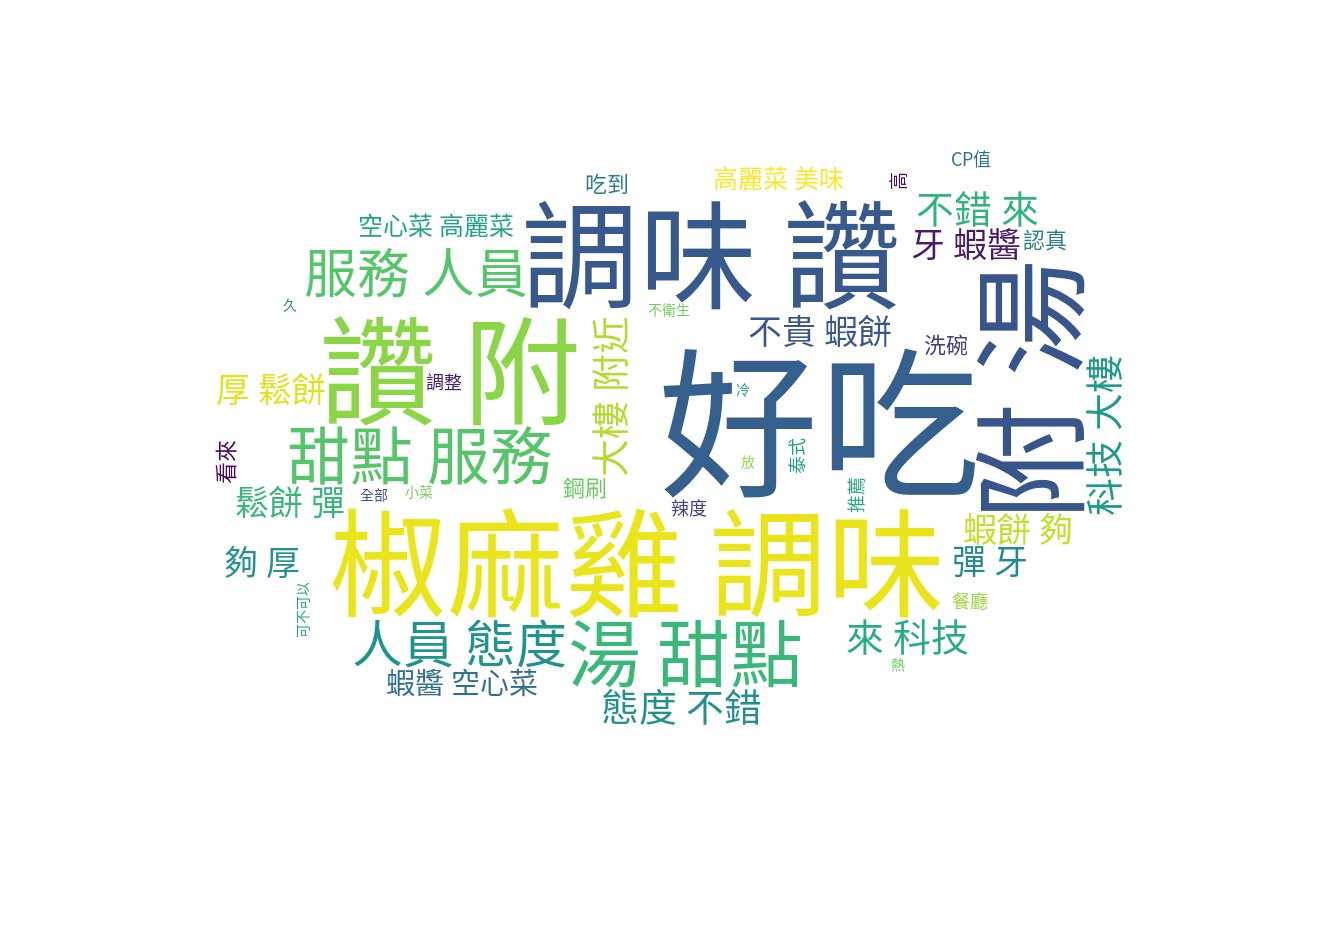 CP值
吃到
高麗菜 美味
高
空心菜 高麗菜
不錯 來
調味 讚
服務 人員
牙 蝦醬
認真
久
不衛生
附 湯
讚 附
不貴 蝦餅
洗碗
大樓 附近
好吃
厚 鬆餅
調整
冷
科技 大樓
甜點 服務
看來
泰式
放
鬆餅 彈
全部
小菜
鋼刷
推薦
辣度
椒麻雞 調味
蝦餅 夠
夠 厚
彈 牙
可不可以
餐廳
人員 態度
湯 甜點
來 科技
熱
蝦醬 空心菜
態度 不錯